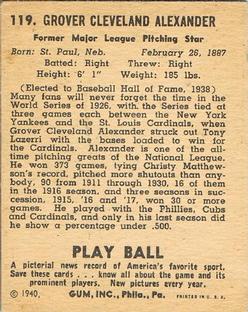 119. GROVER CLEVELAND ALEXANDER
Former Major League Pitching Star
Born: St. Paul, Neb. February 26, 1887
Batted: Right Threw: Right
Height: 6' 1" Weight: 185 lbs.
(Elected to Baseball Hall of Fame, 1938)
Many fans will never forget the time in the
World Series of 1926, with the series tied at
three games each between the New York
Yankees and the St. Louis Cardinals, when
Grover Cleveland Alexander struck out Tony
Lazerri with the bases loaded to win for
the Cardinals. Alexander is one of the all-
time pitching greats of the National League.
He won 373 games, tying Christy Matthew-
son's record, pitched more shutouts than any-
body, 90 from 1911 through 1930, 16 of them
in the 1916 season, and three seasons in suc-
cession, 1915, '16 and '17, won 30 or more
games. He played with the Phillies, Cubs
and Cardinals, and only in his last season did
he show a percentage under .500.
PLAY BALL
A pictorial news record of America's favorite sport.
Save these cards . . . know all about the game and its
prominent players. New pictures every year.
© 1940, GUM, INC., Phila., Pa. PRINTED IN U. S. A.